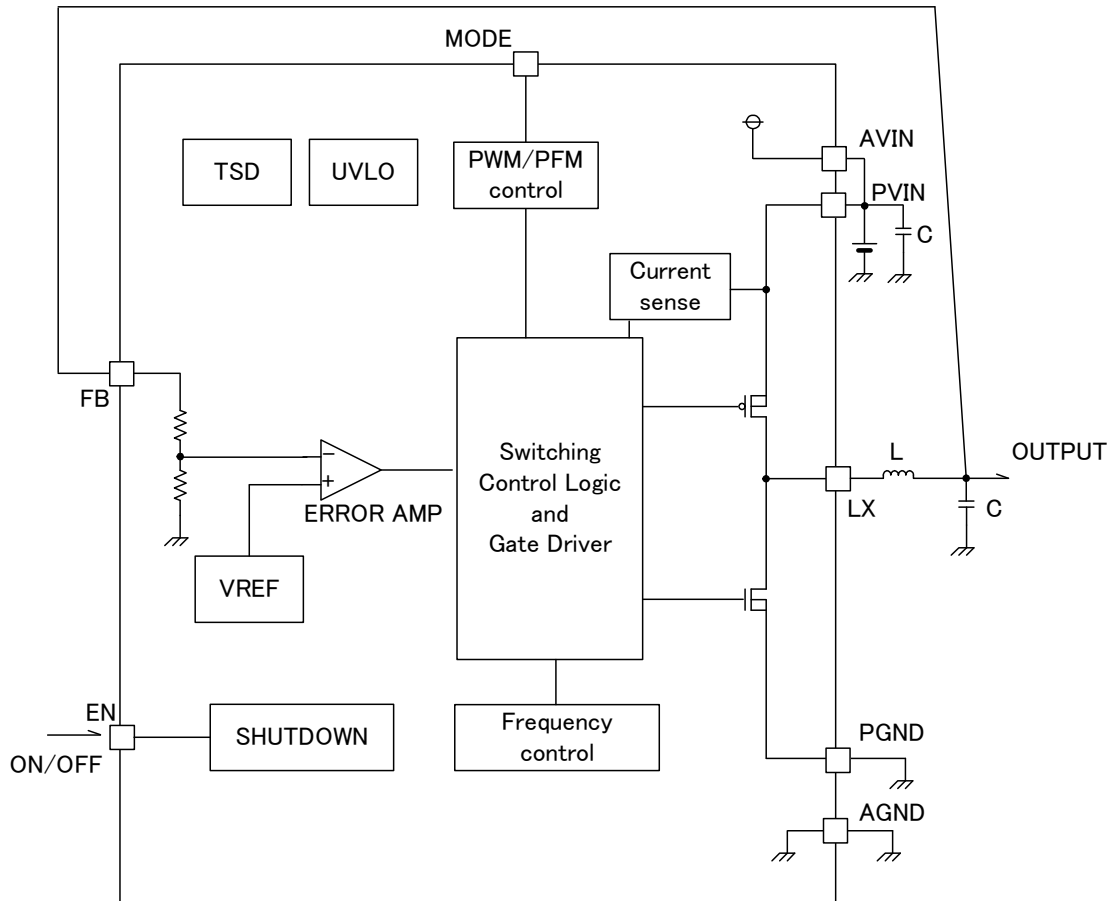 MODE
AVIN
TSD
UVLO
PWM/PFM
control
PVIN
C
Current
sense
FB
Switching
Control Logic
and
Gate Driver
−
+
ERROR AMP
L
OUTPUT
LX
C
VREF
EN
ON/OFF
SHUTDOWN
Frequency
control
PGND
AGND